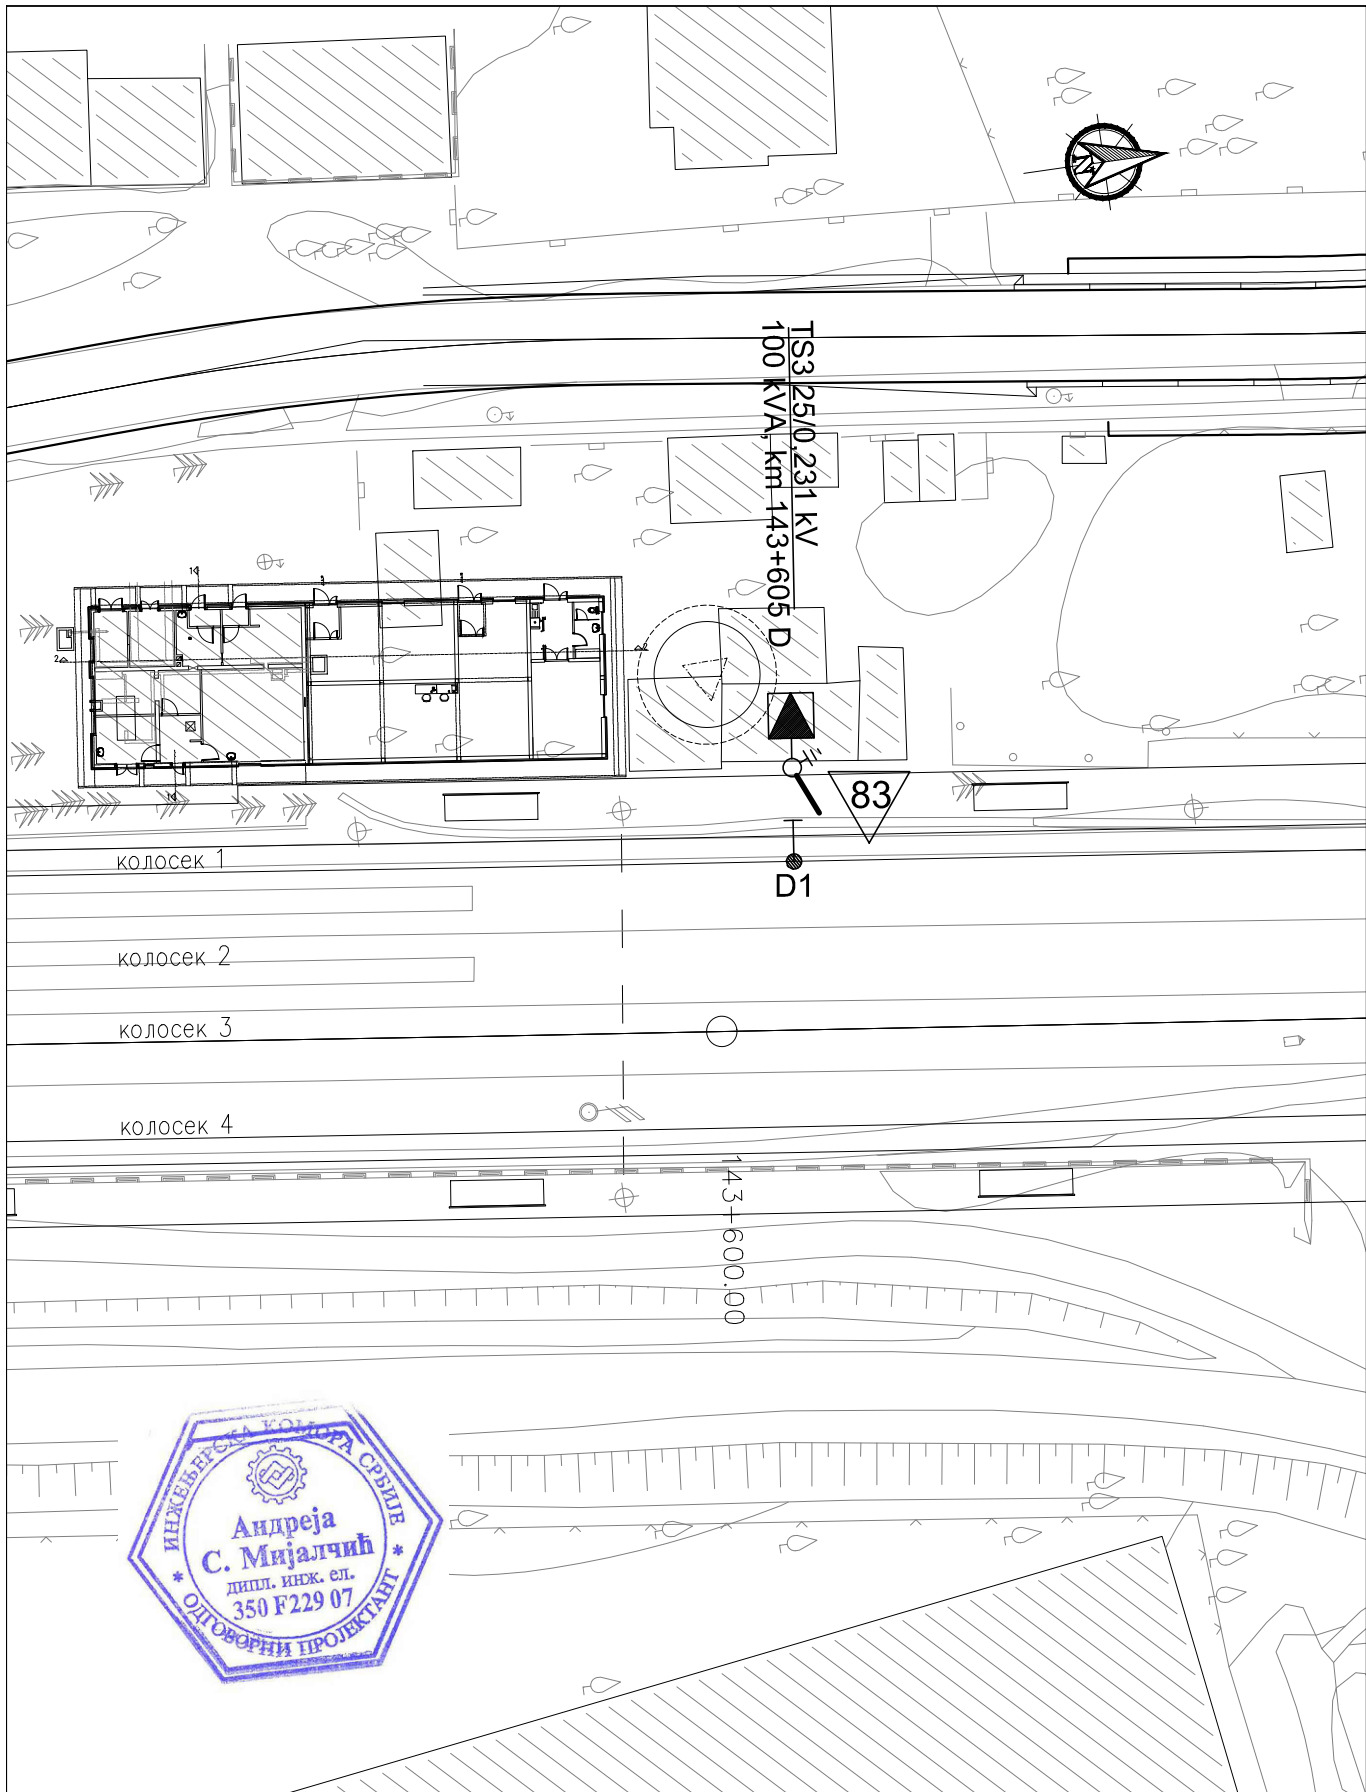 TS3 25/0,231 kV
100 kVA, km 143+605 D
83
D1
колосек 1
колосек 2
колосек 3
колосек 4
143+600.00
ИНЖЕЊЕРСКА КОМОРА СРБИЈЕ
Андреја
С. Мијалчић
дипл. инж. ел.
350 F229 07
* ОДГОВОРНИ ПРОЈЕКТАНТ *